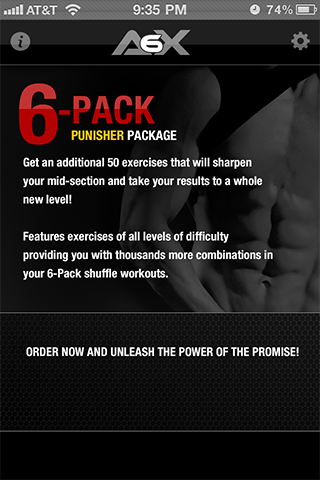 AT&T 9:35 PM 74%
A6X
6-PACK
PUNISHER PACKAGE
Get an additional 50 exercises that will sharpen
your mid-section and take your results to a whole
new level!
Features exercises of all levels of difficulty
providing you with thousands more combinations in
your 6-Pack shuffle workouts.
ORDER NOW AND UNLEASH THE POWER OF THE PROMISE!